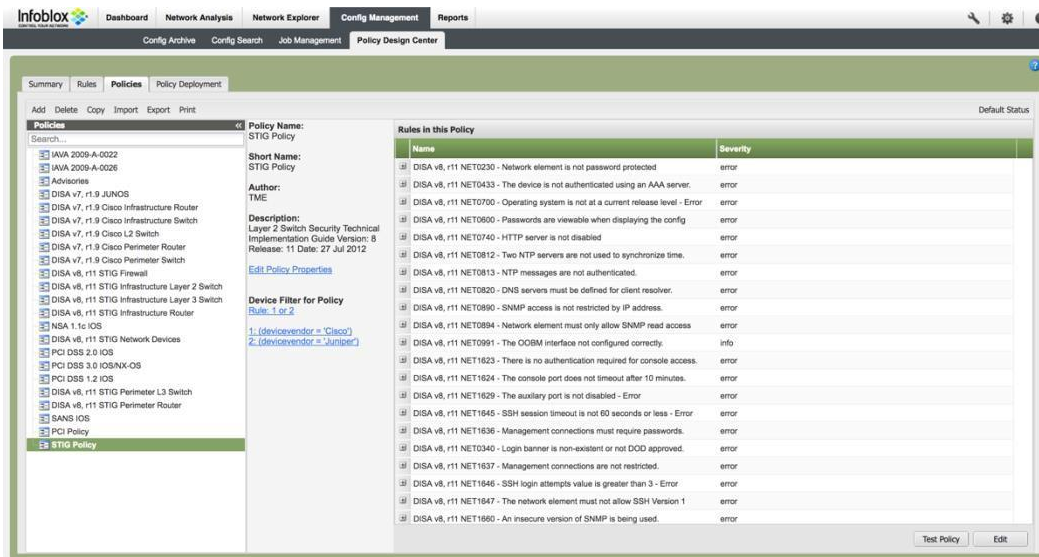 Infoblox
CONTROL YOUR NETWORK
Dashboard Network Analysis Network Explorer Config Management Reports
Config Archive Config Search Job Management Policy Design Center
?
Summary Rules Policies Policy Deployment
Add Delete Copy Import Export Print
Default Status
Policies «
Search...
IAVA 2009-A-0022
IAVA 2009-A-0026
Advisories
DISA v7, r1.9 JUNOS
DISA v7, r1.9 Cisco Infrastructure Router
DISA v7, r1.9 Cisco Infrastructure Switch
DISA v7, r1.9 Cisco L2 Switch
DISA v7, r1.9 Cisco Perimeter Router
DISA v7, r1.9 Cisco Perimeter Switch
DISA v8, r11 STIG Firewall
DISA v8, r11 STIG Infrastructure Layer 2 Switch
DISA v8, r11 STIG Infrastructure Layer 3 Switch
DISA v8, r11 STIG Infrastructure Router
NSA 1.1c IOS
DISA v8, r11 STIG Network Devices
PCI DSS 2.0 IOS
PCI DSS 3.0 IOS/NX-OS
PCI DSS 1.2 IOS
DISA v8, r11 STIG Perimeter L3 Switch
DISA v8, r11 STIG Perimeter Router
SANS IOS
PCI Policy
STIG Policy
Policy Name:
STIG Policy
Short Name:
STIG Policy
Author:
TME
Description:
Layer 2 Switch Security Technical
Implementation Guide Version: 8
Release: 11 Date: 27 Jul 2012
Edit Policy Properties
Device Filter for Policy
Rule: 1 or 2
1: (devicevendor = 'Cisco')
2: (devicevendor = 'Juniper')
Rules in this Policy
Name Severity
DISA v8, r11 NET0230 - Network element is not password protected error
DISA v8, r11 NET0433 - The device is not authenticated using an AAA server. error
DISA v8, r11 NET0700 - Operating system is not at a current release level - Error error
DISA v8, r11 NET0600 - Passwords are viewable when displaying the config error
DISA v8, r11 NET0740 - HTTP server is not disabled error
DISA v8, r11 NET0812 - Two NTP servers are not used to synchronize time. error
DISA v8, r11 NET0813 - NTP messages are not authenticated. error
DISA v8, r11 NET0820 - DNS servers must be defined for client resolver. error
DISA v8, r11 NET0890 - SNMP access is not restricted by IP address. error
DISA v8, r11 NET0894 - Network element must only allow SNMP read access error
DISA v8, r11 NET0991 - The OOBM interface not configured correctly. info
DISA v8, r11 NET1623 - There is no authentication required for console access. error
DISA v8, r11 NET1624 - The console port does not timeout after 10 minutes. error
DISA v8, r11 NET1629 - The auxilary port is not disabled - Error error
DISA v8, r11 NET1645 - SSH session timeout is not 60 seconds or less - Error error
DISA v8, r11 NET1636 - Management connections must require passwords. error
DISA v8, r11 NET0340 - Login banner is non-existent or not DOD approved. error
DISA v8, r11 NET1637 - Management connections are not restricted. error
DISA v8, r11 NET1646 - SSH login attempts value is greater than 3 - Error error
DISA v8, r11 NET1647 - The network element must not allow SSH Version 1 error
DISA v8, r11 NET1660 - An insecure version of SNMP is being used. error
Test Policy Edit